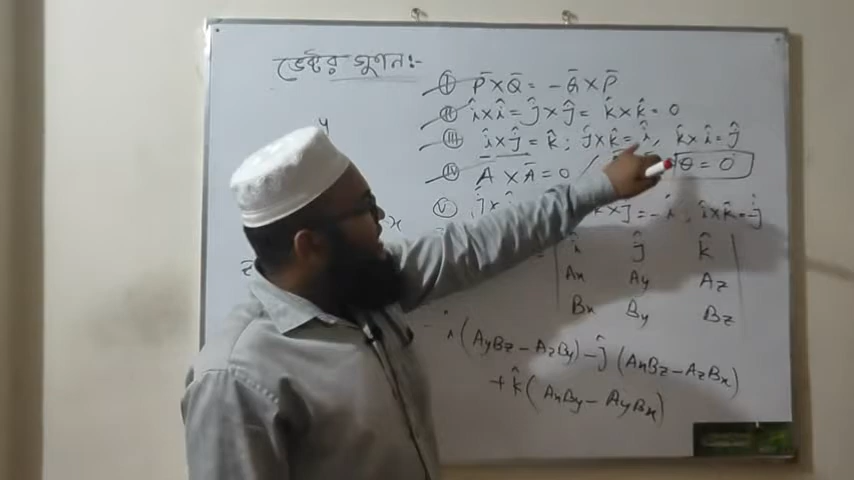 ভেক্টর গুণন:-
y
(i) P̄ × Q̄ = - Q̄ × P̄
(ii) î×î = ĵ×ĵ = k̂×k̂ = 0
(iii) î×ĵ = k̂; ĵ×k̂ = î, k̂×î = ĵ
(iv) Ā × Ā = 0 / θ = 0
(v) ĵ× k̂×ĵ = -î; î×k̂ = -ĵ
x
z
= | î ĵ k̂ |
Ax Ay Az
Bx By Bz
î (AyBz - AzBy) - ĵ (AxBz - AzBx)
+ k̂ (AxBy - AyBx)